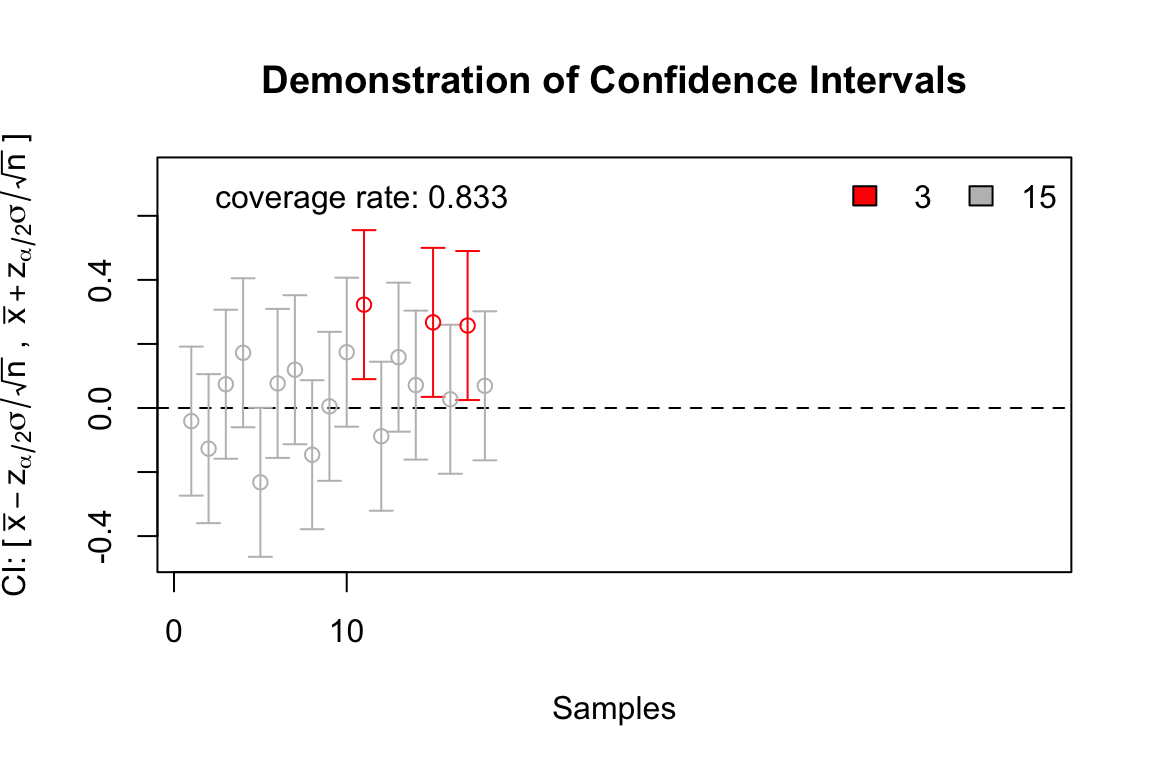 Demonstration of Confidence Intervals
CI: [ x̅ − zα/2σ/√n , x̅ + zα/2σ/√n ]
coverage rate: 0.833
3 15
0.4
0.0
-0.4
0 10
Samples